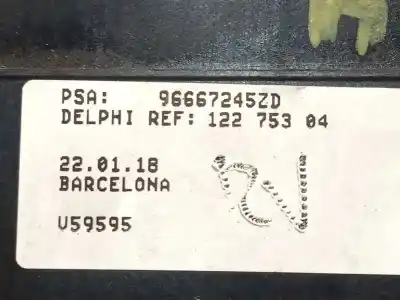 PSA: 96667245ZD
DELPHI REF: 122 753 04
22.01.18
BARCELONA
V59595